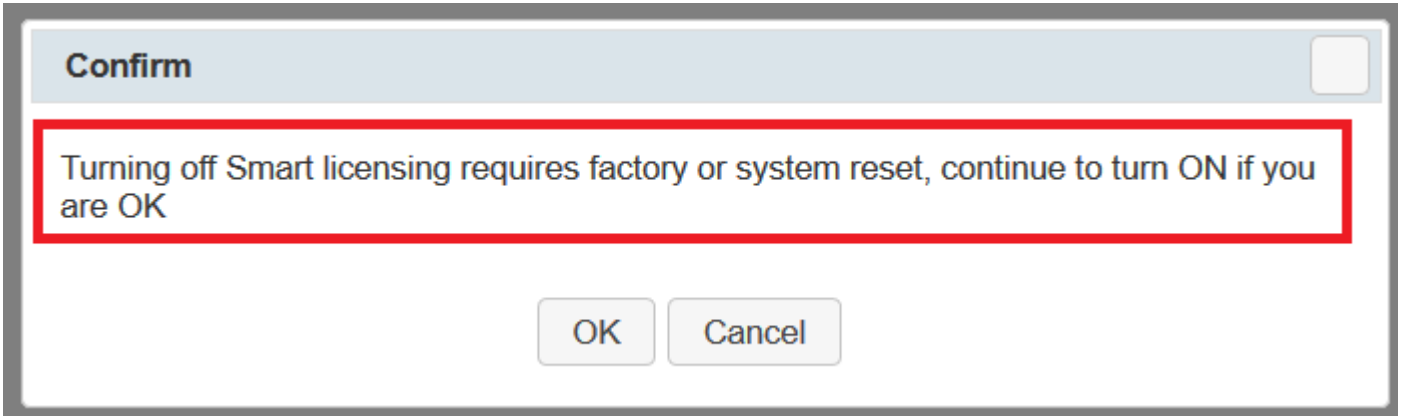 Confirm
Turning off Smart licensing requires factory or system reset, continue to turn ON if you
are OK
OK
Cancel